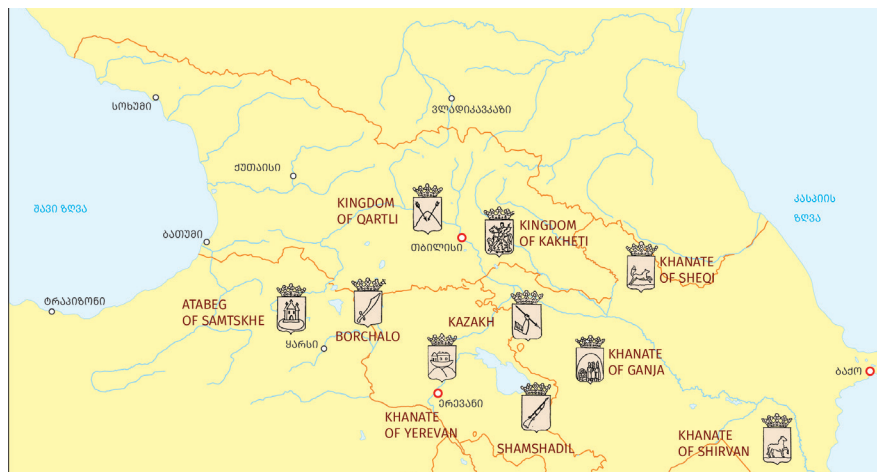 სოხუმი
ვლადიკავკაზი
ქუთაისი
KINGDOM
OF QARTLI
შავი ზღვა
კასპიის
ზღვა
ბათუმი
თბილისი
KINGDOM
OF KAKHETI
KHANATE
OF SHEQI
ტრაპიზონი
ATABEG
OF SAMTSKHE
BORCHALO
KAZAKH
ყარსი
KHANATE
OF GANJA
ბაქო
ერევანი
KHANATE
OF YEREVAN
SHAMSHADIL
KHANATE
OF SHIRVAN